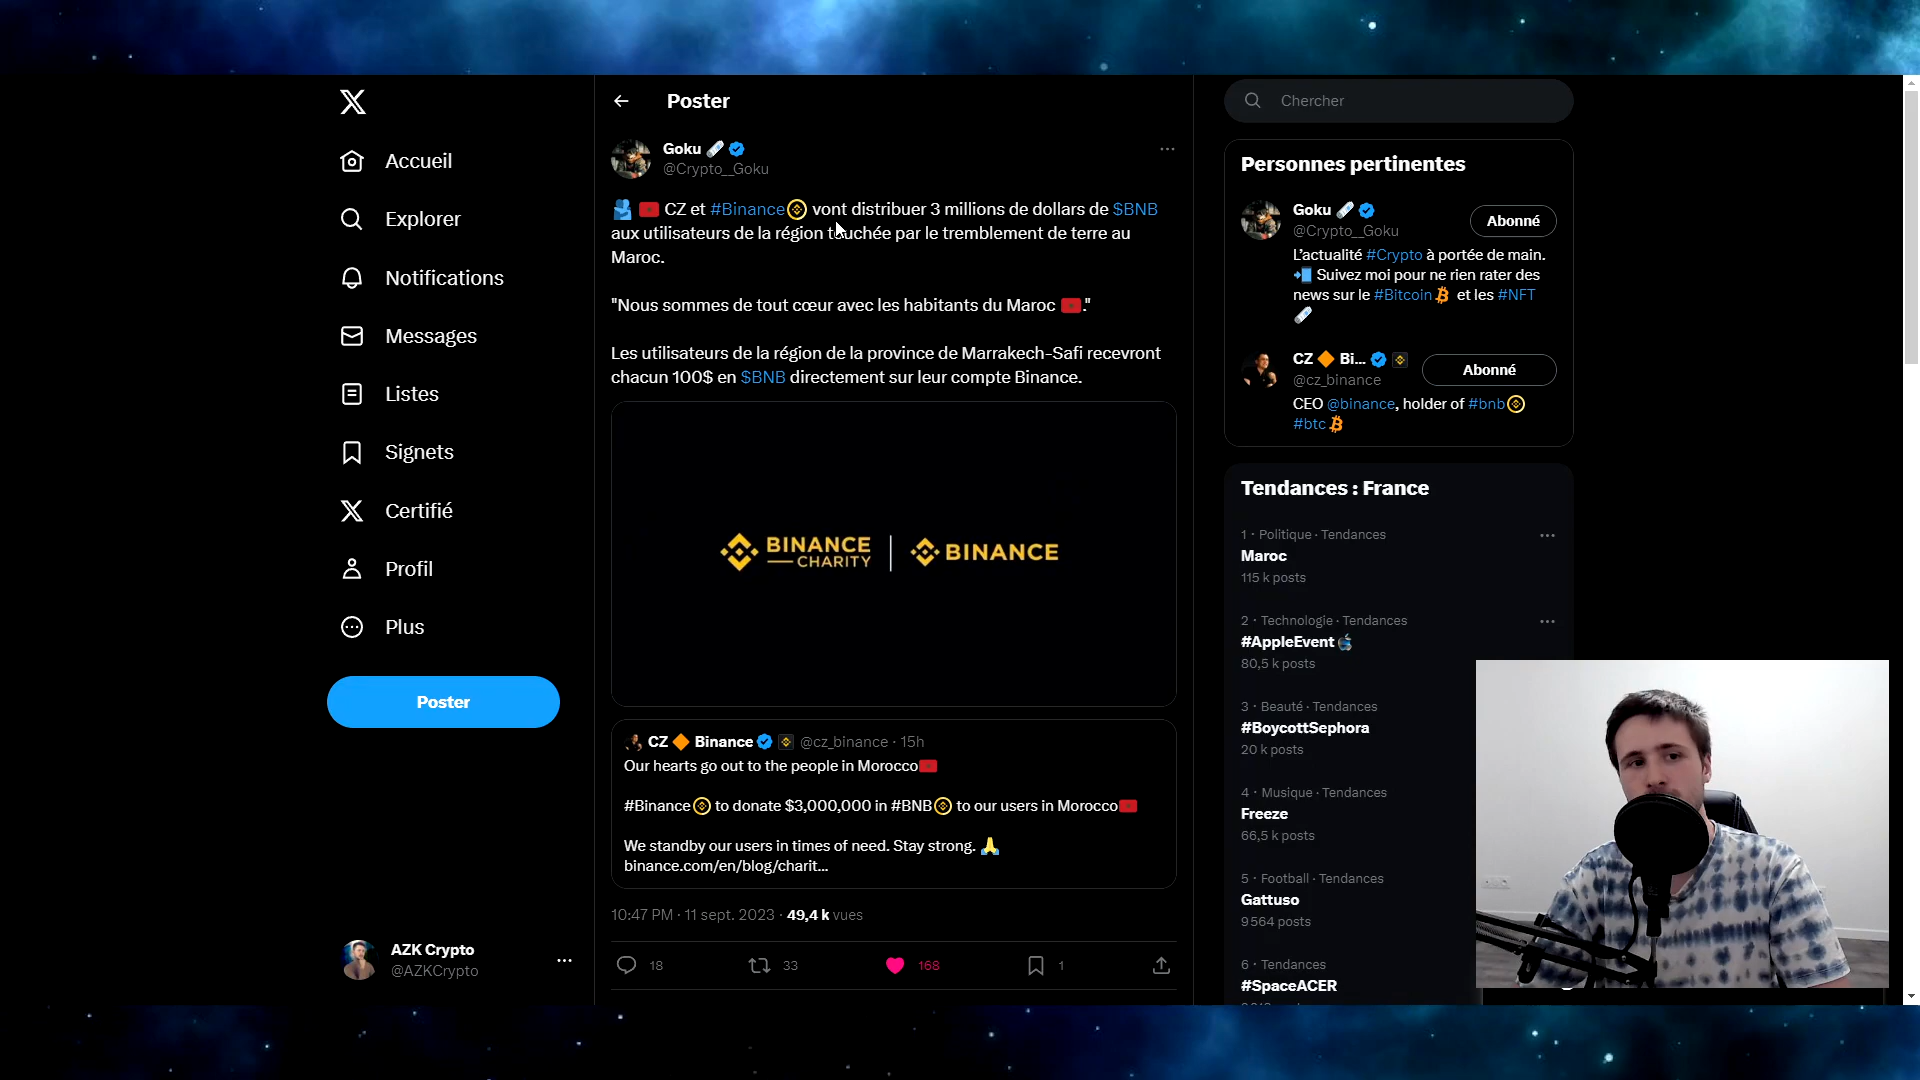 Accueil
Explorer
Notifications
Messages
Listes
Signets
Certifié
Profil
Plus
Poster
AZK Crypto
@AZKCrypto
Poster
Goku
@Crypto__Goku
CZ et #Binance vont distribuer 3 millions de dollars de $BNB
aux utilisateurs de la région touchée par le tremblement de terre au
Maroc.
"Nous sommes de tout cœur avec les habitants du Maroc ."
Les utilisateurs de la région de la province de Marrakech-Safi recevront
chacun 100$ en $BNB directement sur leur compte Binance.
BINANCE
CHARITY
BINANCE
CZ 🔶 Binance @cz_binance · 15h
Our hearts go out to the people in Morocco
#Binance to donate $3,000,000 in #BNB to our users in Morocco
We standby our users in times of need. Stay strong. 🙏
binance.com/en/blog/charit...
10:47 PM · 11 sept. 2023 · 49,4 k vues
18 33 168 1
Chercher
Personnes pertinentes
Goku
@Crypto__Goku
Abonné
L'actualité #Crypto à portée de main.
📲 Suivez moi pour ne rien rater des
news sur le #Bitcoin et les #NFT
CZ 🔶 Bi...
@cz_binance
Abonné
CEO @binance, holder of #bnb
#btc
Tendances : France
1 · Politique · Tendances
Maroc
115 k posts
2 · Technologie · Tendances
#AppleEvent
80,5 k posts
3 · Beauté · Tendances
#BoycottSephora
20 k posts
4 · Musique · Tendances
Freeze
66,5 k posts
5 · Football · Tendances
Gattuso
9 564 posts
6 · Tendances
#SpaceACER